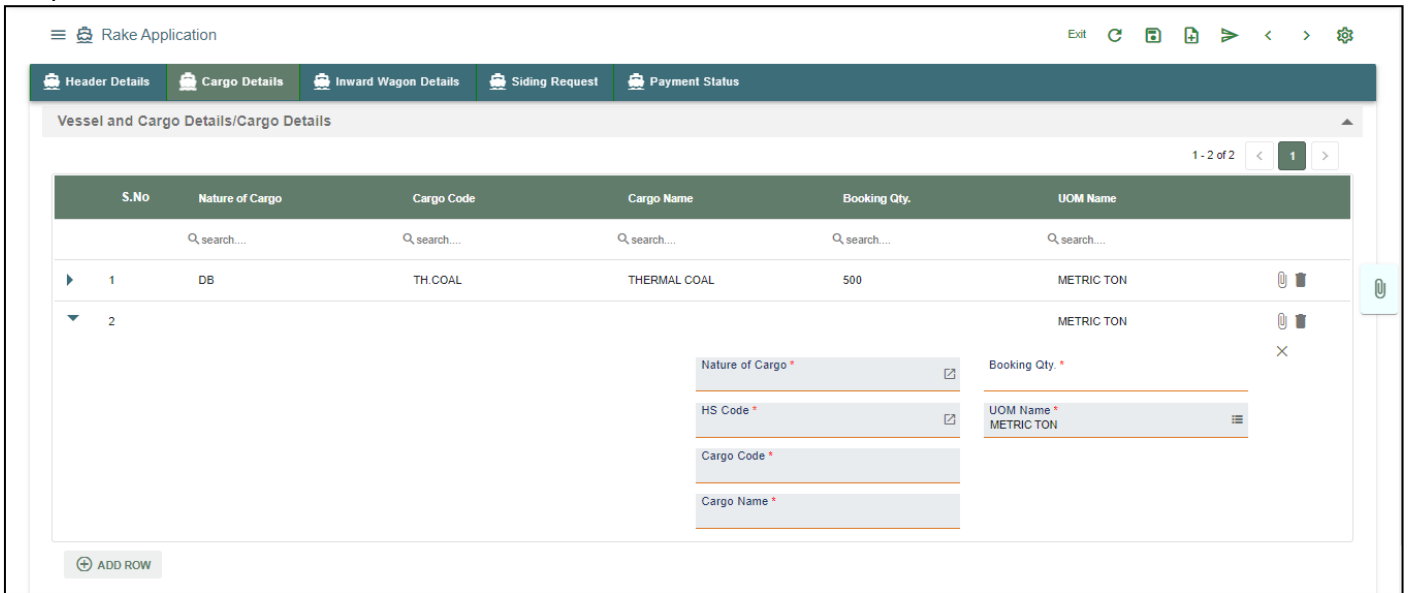 Rake Application
Exit
Header Details Cargo Details Inward Wagon Details Siding Request Payment Status
Vessel and Cargo Details/Cargo Details
1 - 2 of 2 < 1 >
S.No Nature of Cargo Cargo Code Cargo Name Booking Qty. UOM Name
search.... search.... search.... search.... search....
1 DB TH.COAL THERMAL COAL 500 METRIC TON
2 METRIC TON
Nature of Cargo * Booking Qty. *
HS Code * UOM Name *
METRIC TON
Cargo Code *
Cargo Name *
ADD ROW